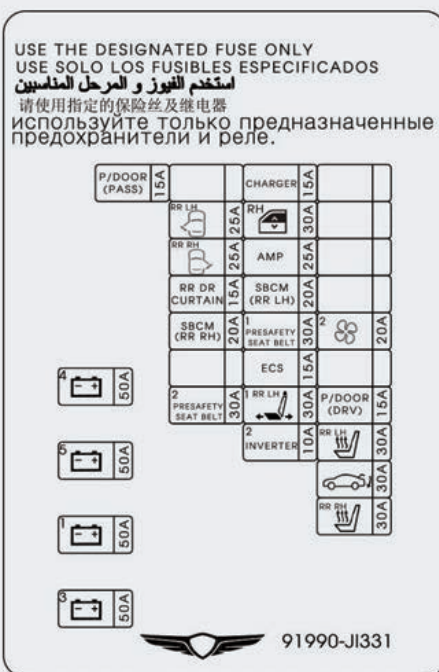 USE THE DESIGNATED FUSE ONLY
USE SOLO LOS FUSIBLES ESPECIFICADOS
استخدم الفيوز و المرحل المناسبين
请使用指定的保险丝及继电器
используйте только предназначенные
предохранители и реле.
P/DOOR (PASS) 15A CHARGER 15A
RR LH 25A RH 30A
RR RH 25A AMP 25A
RR DR CURTAIN 15A SBCM (RR LH) 20A
SBCM (RR RH) 20A 1 PRESAFETY SEAT BELT 30A 2 20A
ECS 15A
2 PRESAFETY SEAT BELT 30A 1 RR LH 30A P/DOOR (DRV) 15A
2 INVERTER 10A RR LH 30A
30A
RR RH 30A
4 50A
5 50A
1 50A
3 50A
91990-JI331